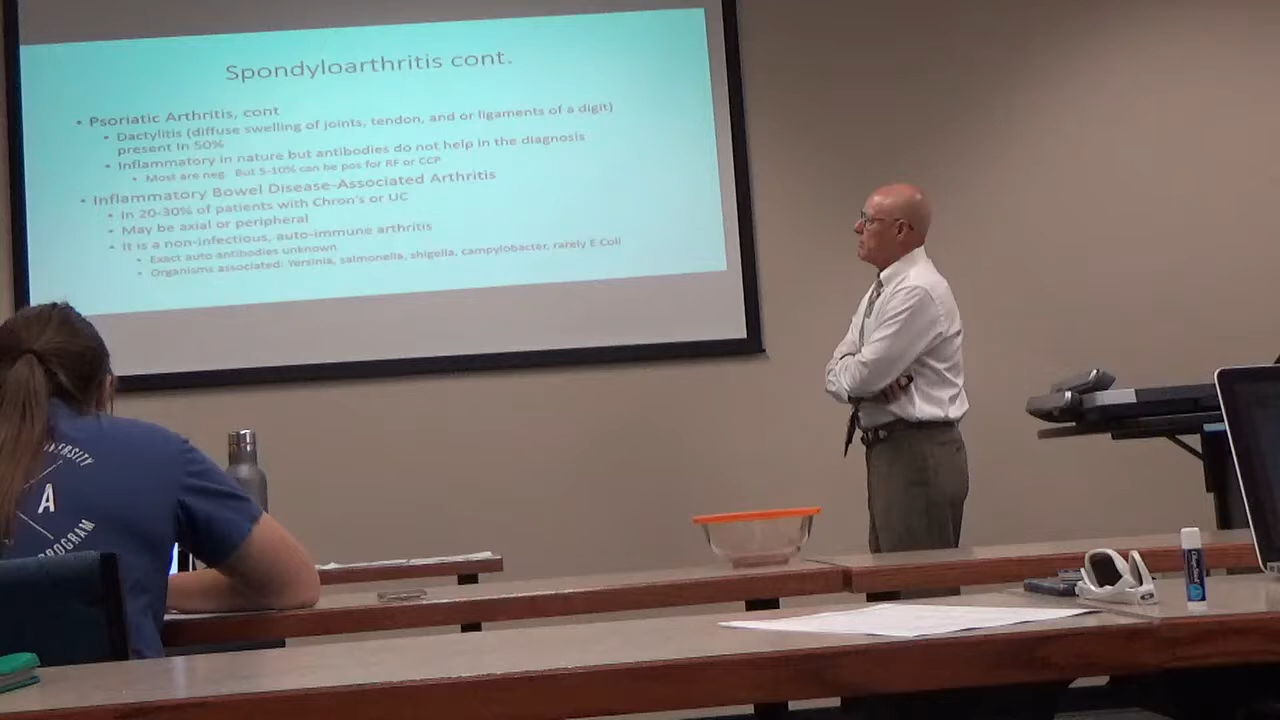 Spondyloarthritis cont.
• Psoriatic Arthritis, cont
• Dactylitis (diffuse swelling of joints, tendon, and or ligaments of a digit)
present in 50%
• Inflammatory in nature but antibodies do not help in the diagnosis
• Most are neg. But 5-10% can be pos for RF or CCP
• Inflammatory Bowel Disease-Associated Arthritis
• In 20-30% of patients with Chron's or UC
• May be axial or peripheral
• It is a non-infectious, auto-immune arthritis
• Exact auto antibodies unknown
• Organisms associated: Yersinia, salmonella, shigella, campylobacter, rarely E Coli
A
PROGRAM